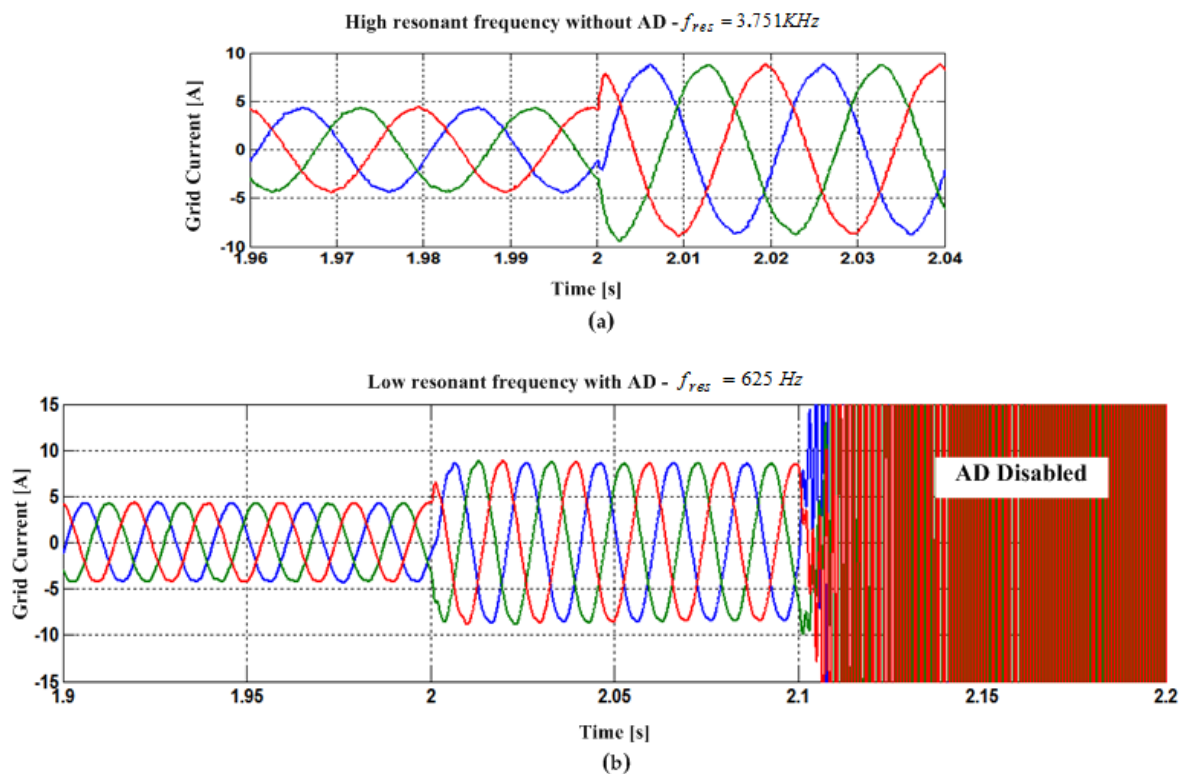 High resonant frequency without AD - f_res = 3.751KHz
Grid Current [A]
10
5
0
-5
-10
1.96 1.97 1.98 1.99 2 2.01 2.02 2.03 2.04
Time [s]
(a)
Low resonant frequency with AD - f_res = 625 Hz
Grid Current [A]
15
10
5
0
-5
-10
-15
AD Disabled
1.9 1.95 2 2.05 2.1 2.15 2.2
Time [s]
(b)